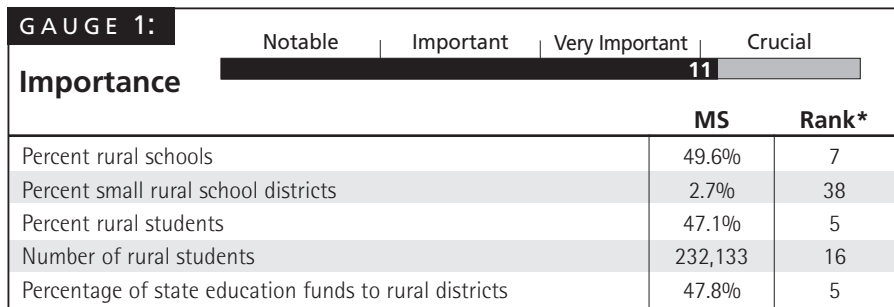 GAUGE 1:
Notable | Important | Very Important | Crucial
11
Importance
MS Rank*
Percent rural schools 49.6% 7
Percent small rural school districts 2.7% 38
Percent rural students 47.1% 5
Number of rural students 232,133 16
Percentage of state education funds to rural districts 47.8% 5